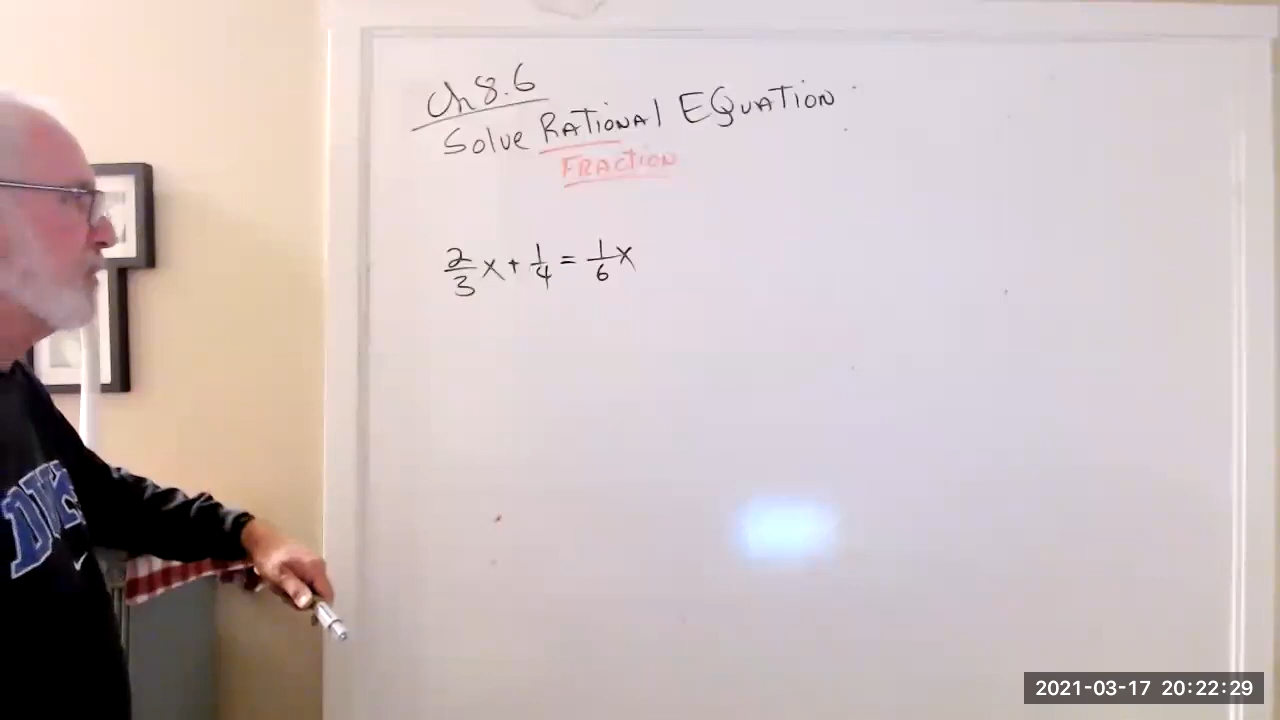 Ch 8.6
Solve RATIONAl EQUATION
FRACTION
2/3 x + 1/4 = 1/6 x
DUKE
2021-03-17 20:22:29